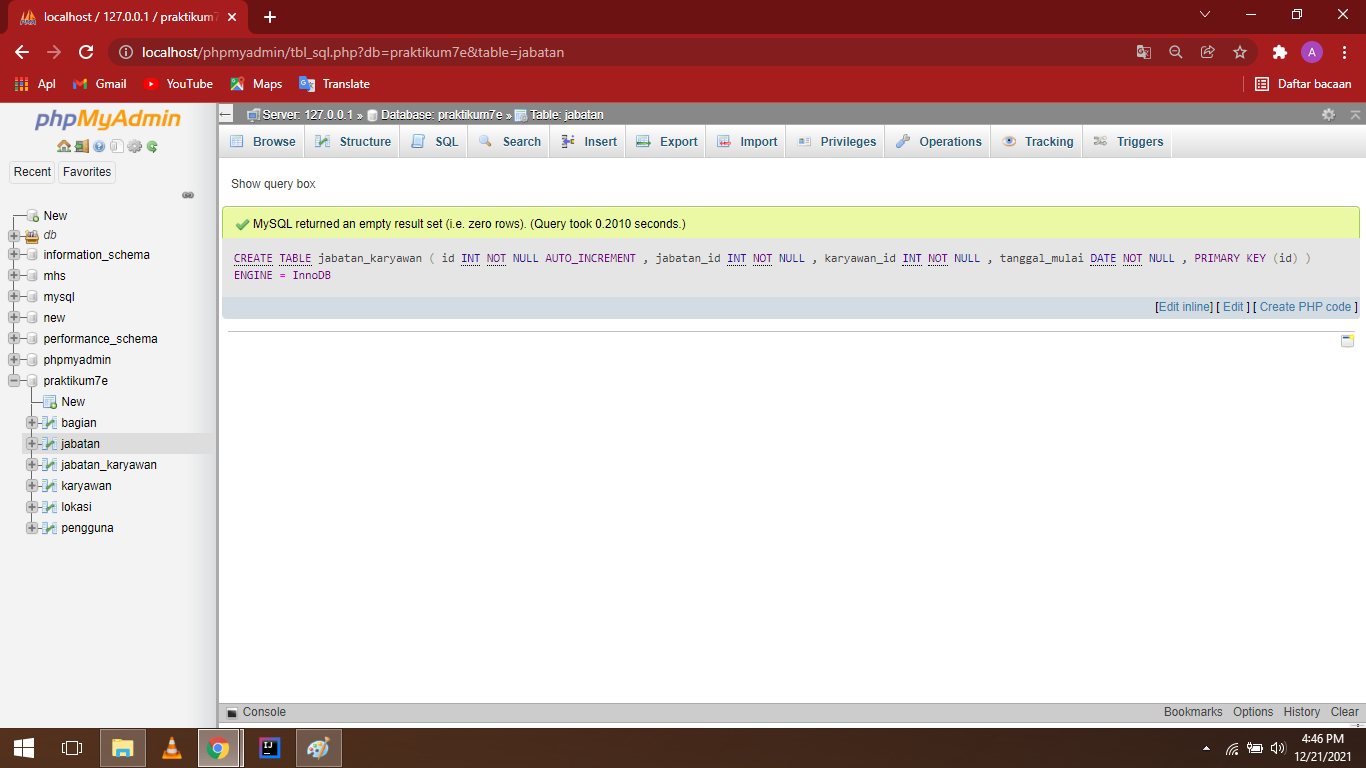 localhost / 127.0.0.1 / praktikum7
localhost/phpmyadmin/tbl_sql.php?db=praktikum7e&table=jabatan
A
Apl
Gmail
YouTube
Maps
Translate
Daftar bacaan
phpMyAdmin
Recent
Favorites
New
db
information_schema
mhs
mysql
new
performance_schema
phpmyadmin
praktikum7e
New
bagian
jabatan
jabatan_karyawan
karyawan
lokasi
pengguna
Server: 127.0.0.1 » Database: praktikum7e » Table: jabatan
Browse
Structure
SQL
Search
Insert
Export
Import
Privileges
Operations
Tracking
Triggers
Show query box
MySQL returned an empty result set (i.e. zero rows). (Query took 0.2010 seconds.)
CREATE TABLE jabatan_karyawan ( id INT NOT NULL AUTO_INCREMENT , jabatan_id INT NOT NULL , karyawan_id INT NOT NULL , tanggal_mulai DATE NOT NULL , PRIMARY KEY (id) )
ENGINE = InnoDB
[Edit inline] [ Edit ] [ Create PHP code ]
Console
Bookmarks
Options
History
Clear
4:46 PM
12/21/2021